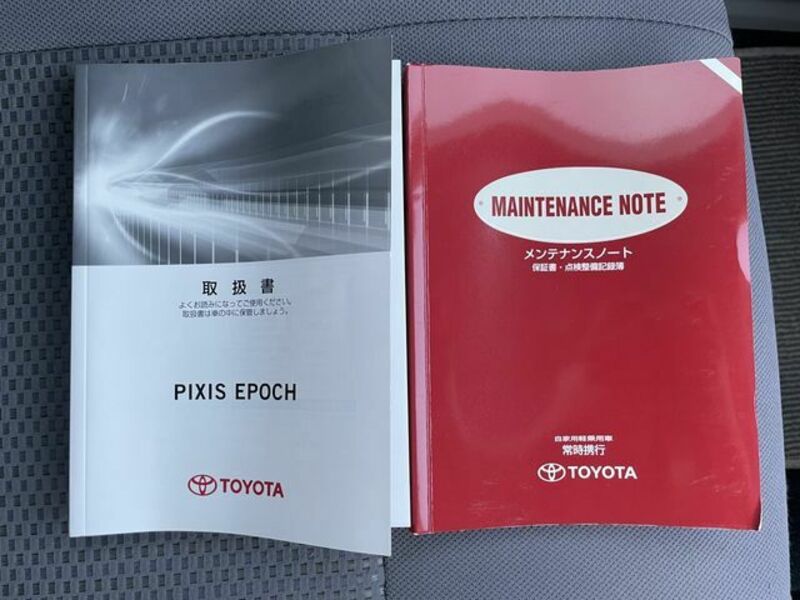 取扱書
よくお読みになってご使用ください。
取扱書は車の中に保管しましょう。
PIXIS EPOCH
TOYOTA
MAINTENANCE NOTE
メンテナンスノート
保証書・点検整備記録簿
自家用軽乗用車
常時携行
TOYOTA